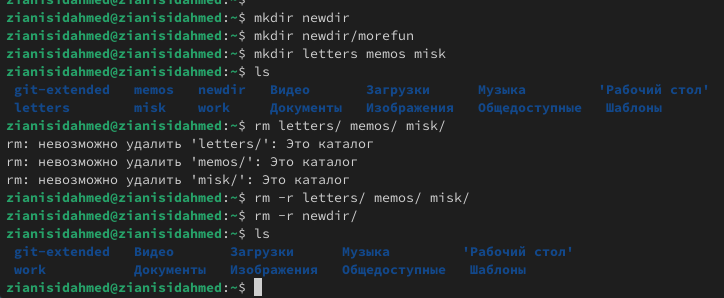 zianisidahmed@zianisidahmed:~$ mkdir newdir
zianisidahmed@zianisidahmed:~$ mkdir newdir/morefun
zianisidahmed@zianisidahmed:~$ mkdir letters memos misk
zianisidahmed@zianisidahmed:~$ ls
git-extended memos newdir Видео Загрузки Музыка 'Рабочий стол'
letters misk work Документы Изображения Общедоступные Шаблоны
zianisidahmed@zianisidahmed:~$ rm letters/ memos/ misk/
rm: невозможно удалить 'letters/': Это каталог
rm: невозможно удалить 'memos/': Это каталог
rm: невозможно удалить 'misk/': Это каталог
zianisidahmed@zianisidahmed:~$ rm -r letters/ memos/ misk/
zianisidahmed@zianisidahmed:~$ rm -r newdir/
zianisidahmed@zianisidahmed:~$ ls
git-extended Видео Загрузки Музыка 'Рабочий стол'
work Документы Изображения Общедоступные Шаблоны
zianisidahmed@zianisidahmed:~$